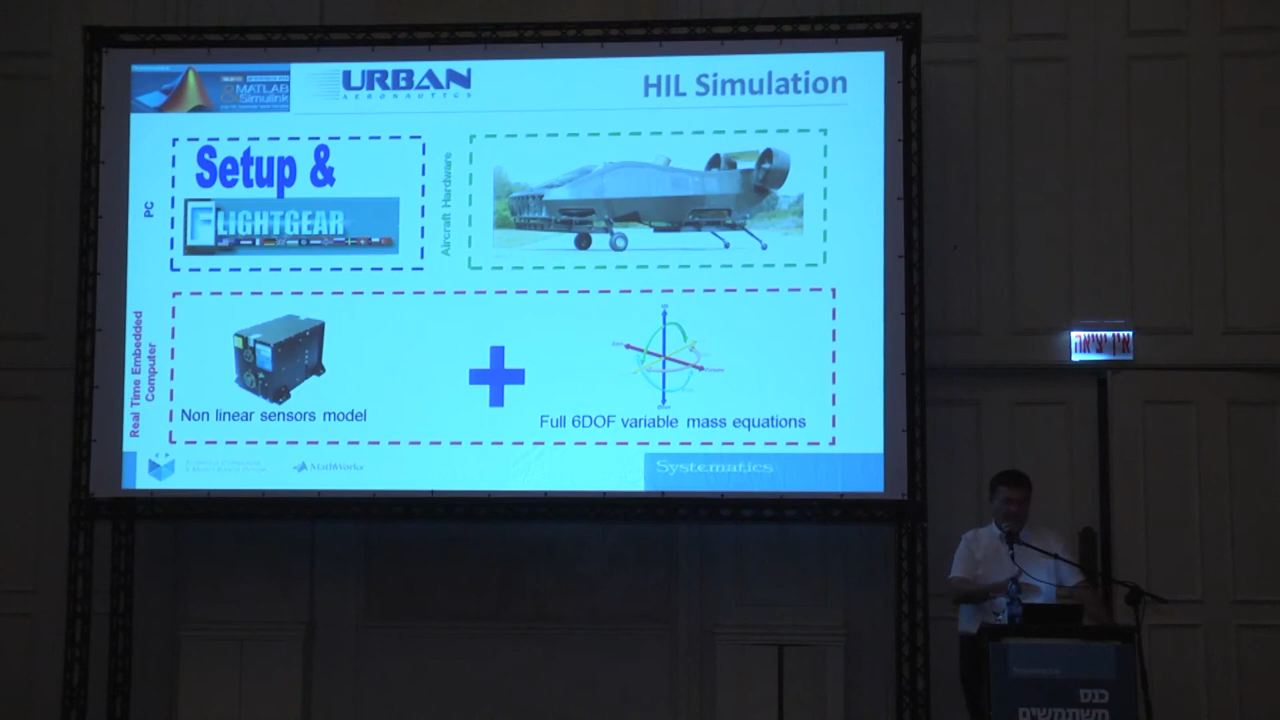 MATLAB
Simulink
URBAN
AERONAUTICS
HIL Simulation
PC
Setup &
FLIGHTGEAR
Aircraft Hardware
Real Time Embedded
Computer
Non linear sensors model
Full 6DOF variable mass equations
MathWorks
Systematics
אין יציאה
כנס
משתמשים